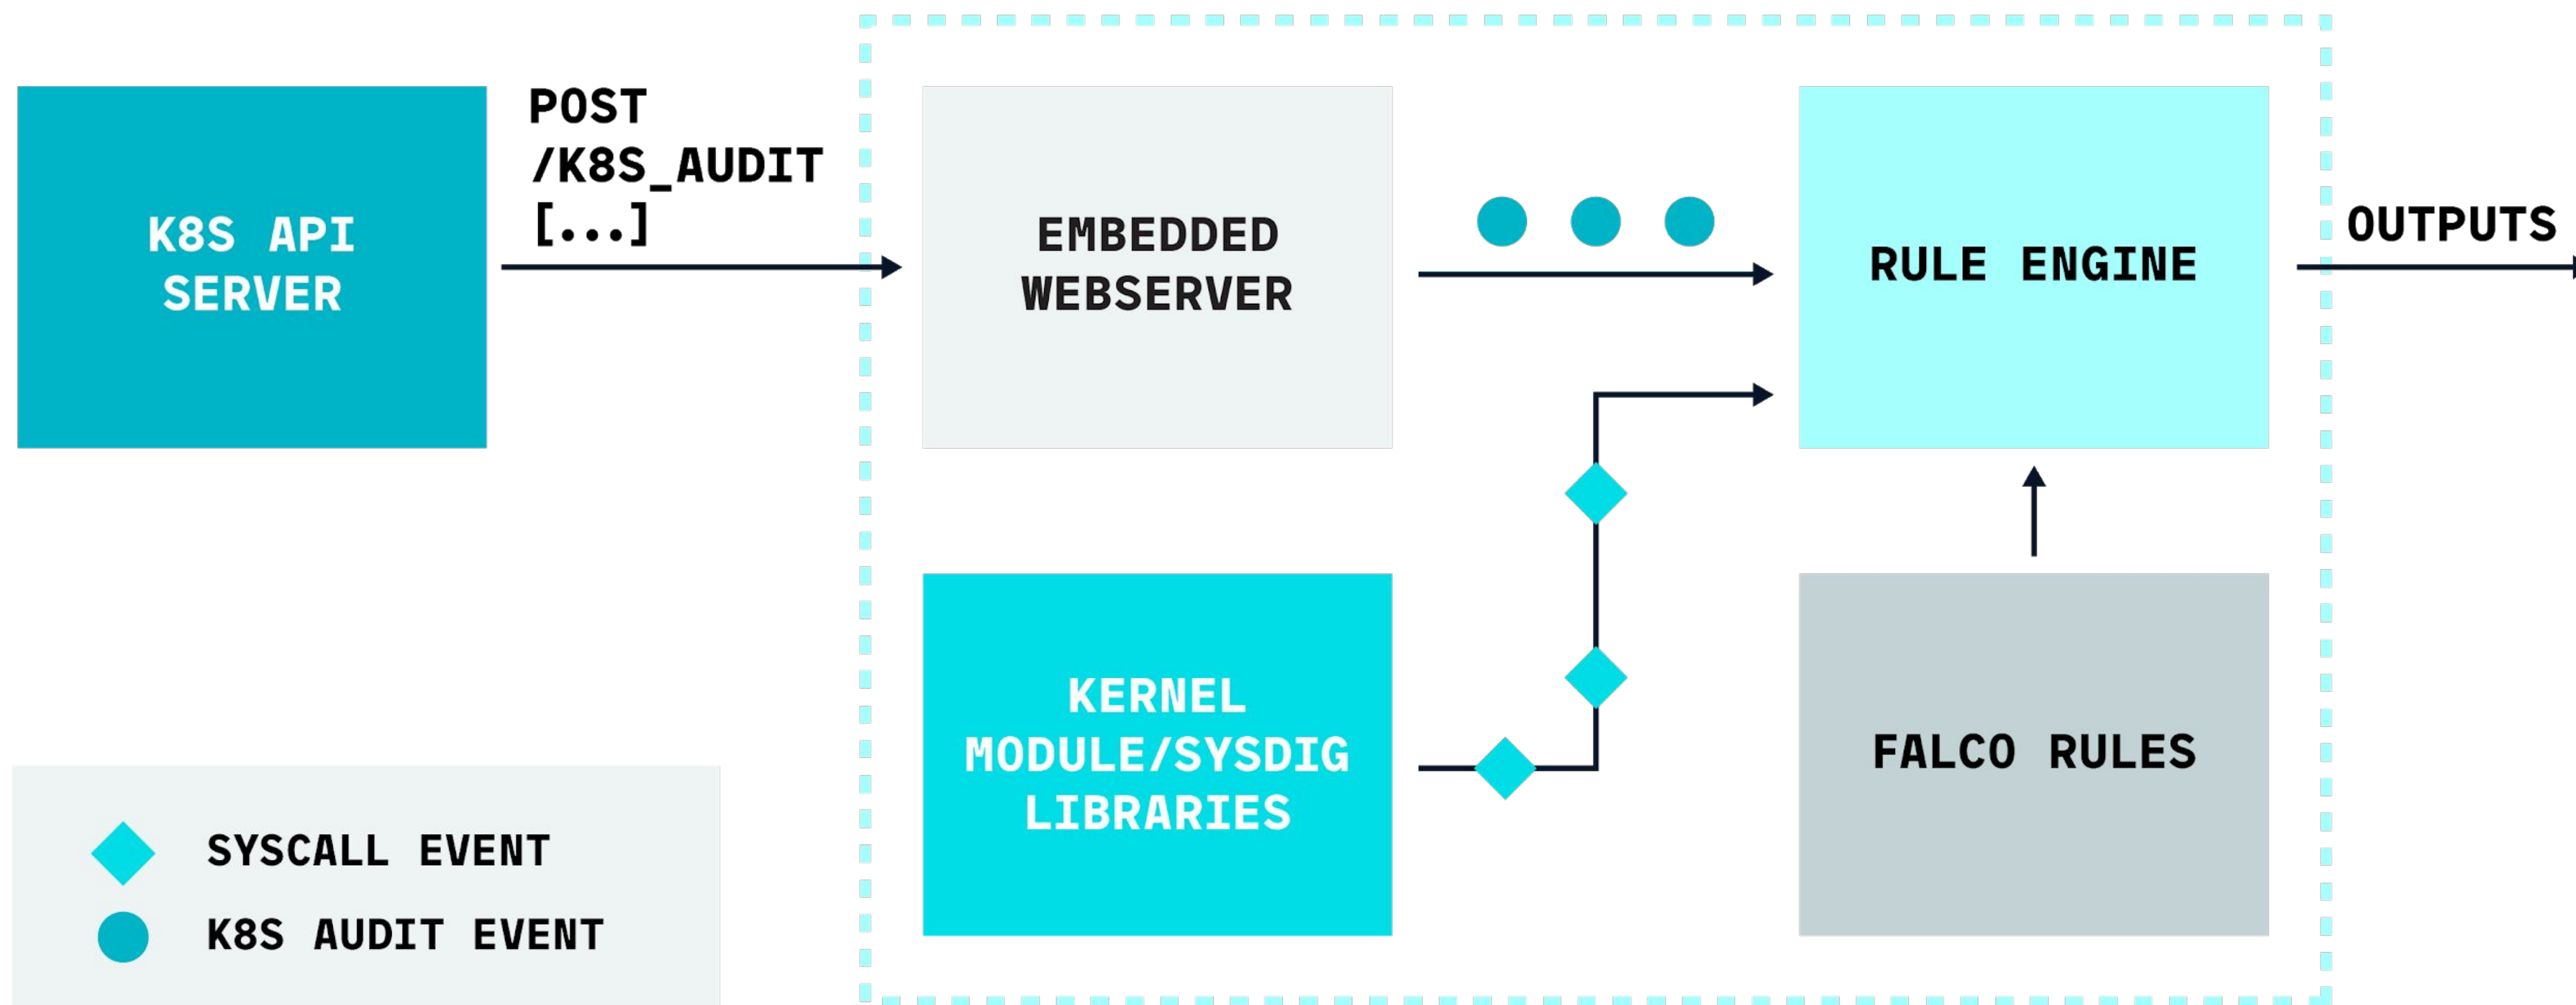 K8S API
SERVER
POST
/K8S_AUDIT
[...]
EMBEDDED
WEBSERVER
RULE ENGINE
OUTPUTS
KERNEL
MODULE/SYSDIG
LIBRARIES
FALCO RULES
SYSCALL EVENT
K8S AUDIT EVENT